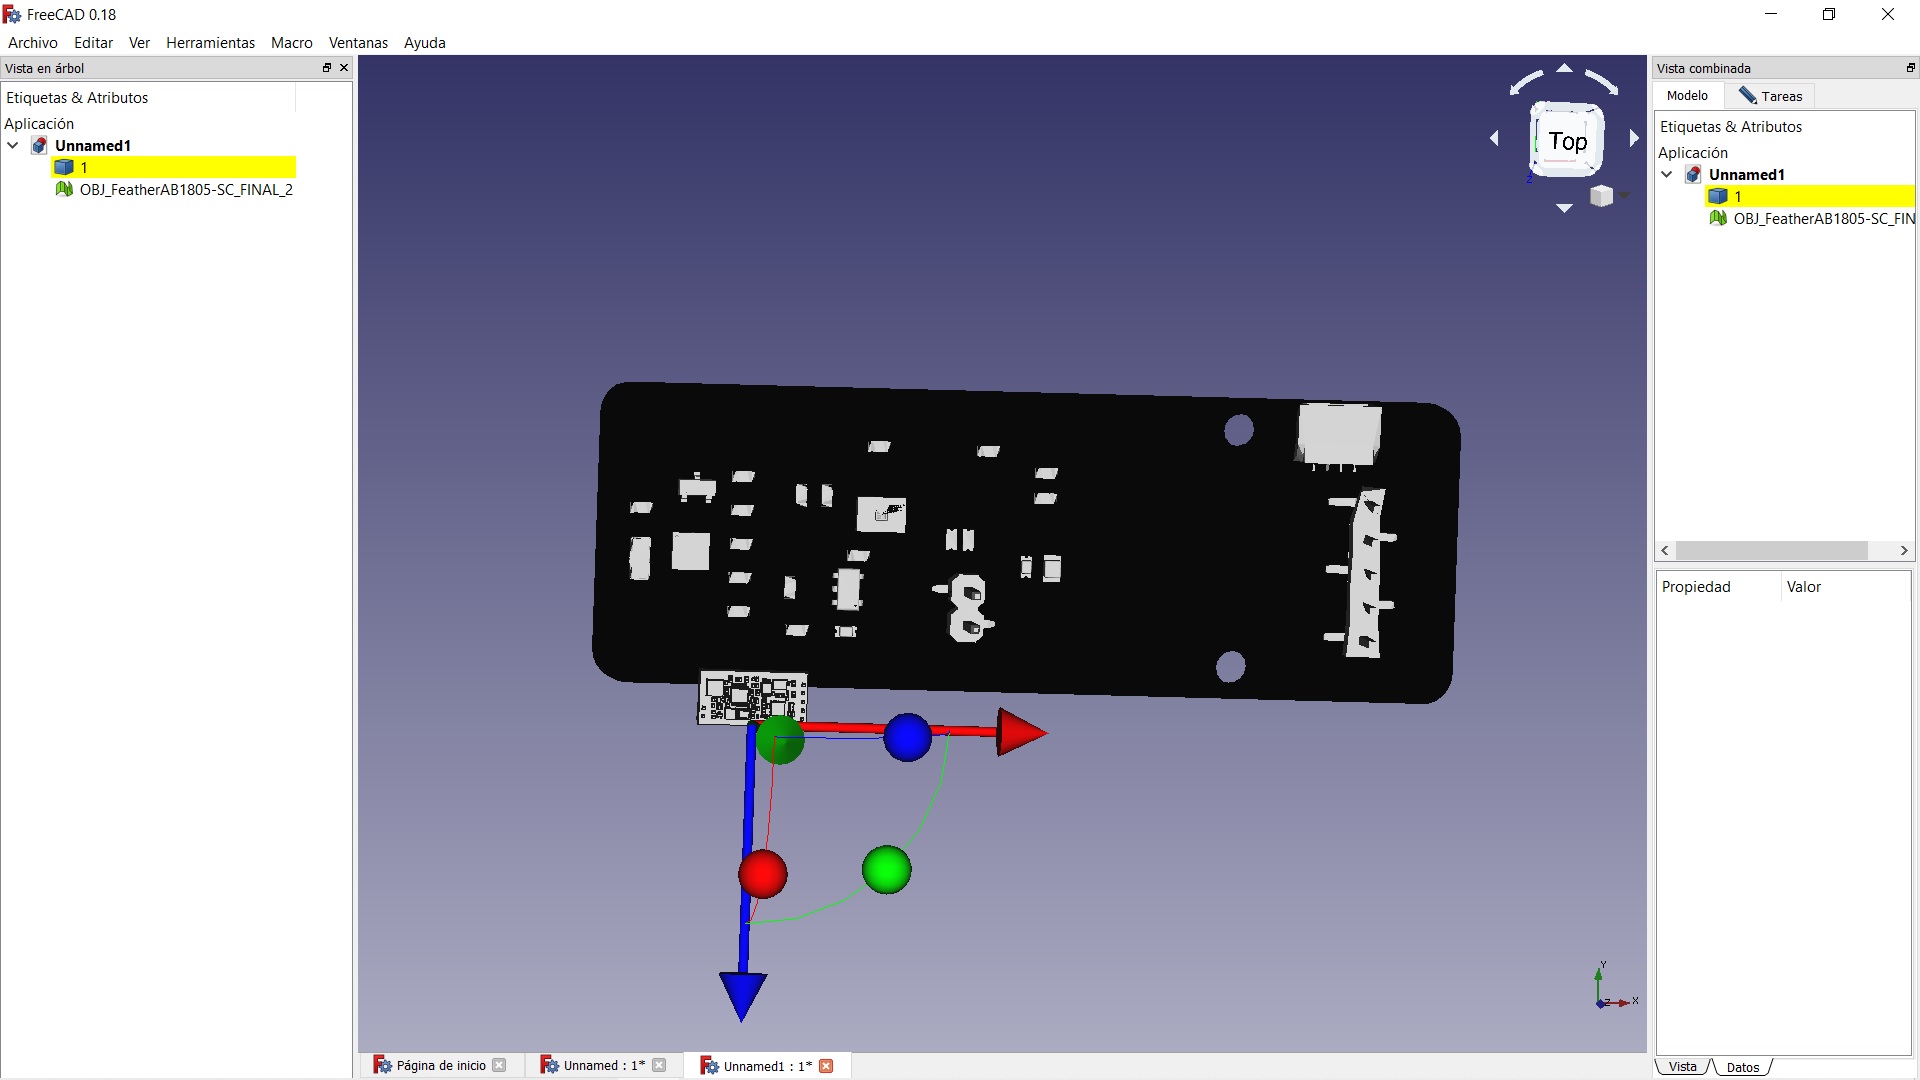 FreeCAD 0.18
Archivo Editar Ver Herramientas Macro Ventanas Ayuda
Vista en árbol
Etiquetas & Atributos
Aplicación
Unnamed1
1
OBJ_FeatherAB1805-SC_FINAL_2
Top
Z
Y
X
Z
Página de inicio
Unnamed : 1*
Unnamed1 : 1*
Vista combinada
Modelo Tareas
Etiquetas & Atributos
Aplicación
Unnamed1
1
OBJ_FeatherAB1805-SC_FIN
Propiedad Valor
Vista Datos